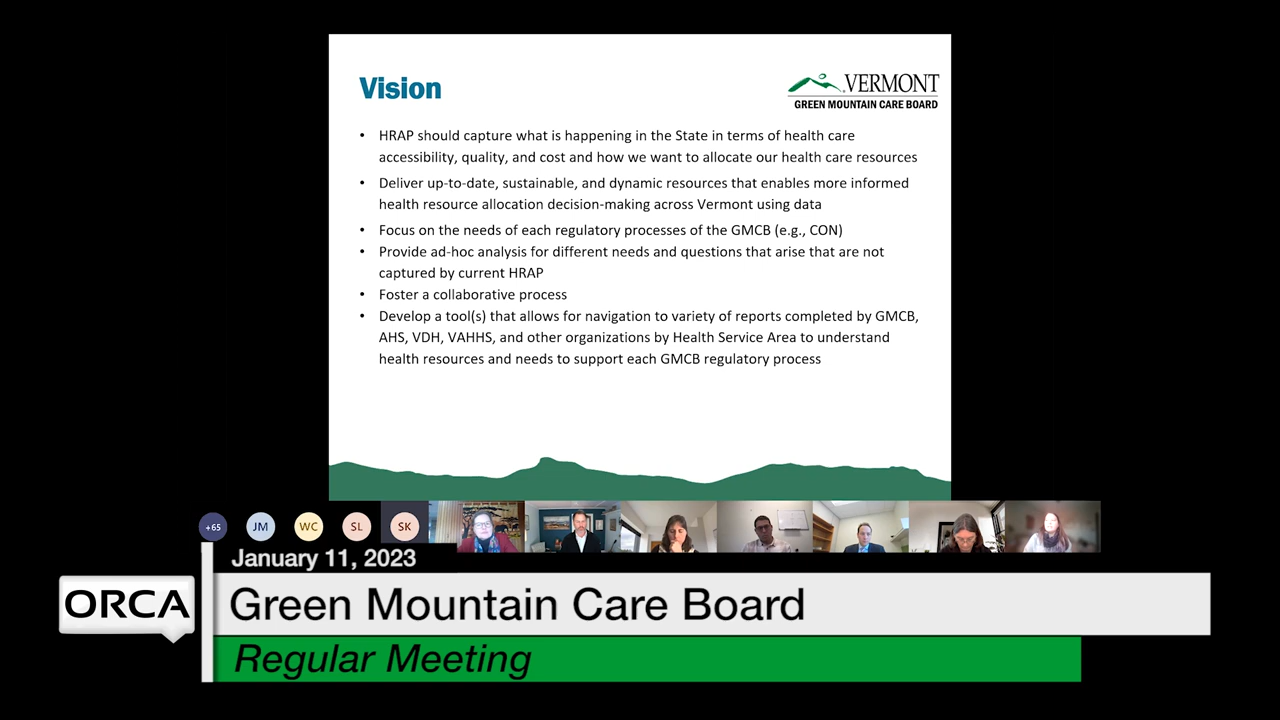 Vision
VERMONT
GREEN MOUNTAIN CARE BOARD
• HRAP should capture what is happening in the State in terms of health care
accessibility, quality, and cost and how we want to allocate our health care resources
• Deliver up-to-date, sustainable, and dynamic resources that enables more informed
health resource allocation decision-making across Vermont using data
• Focus on the needs of each regulatory processes of the GMCB (e.g., CON)
• Provide ad-hoc analysis for different needs and questions that arise that are not
captured by current HRAP
• Foster a collaborative process
• Develop a tool(s) that allows for navigation to variety of reports completed by GMCB,
AHS, VDH, VAHHS, and other organizations by Health Service Area to understand
health resources and needs to support each GMCB regulatory process
+65 JM WC SL SK
January 11, 2023
ORCA
Green Mountain Care Board
Regular Meeting